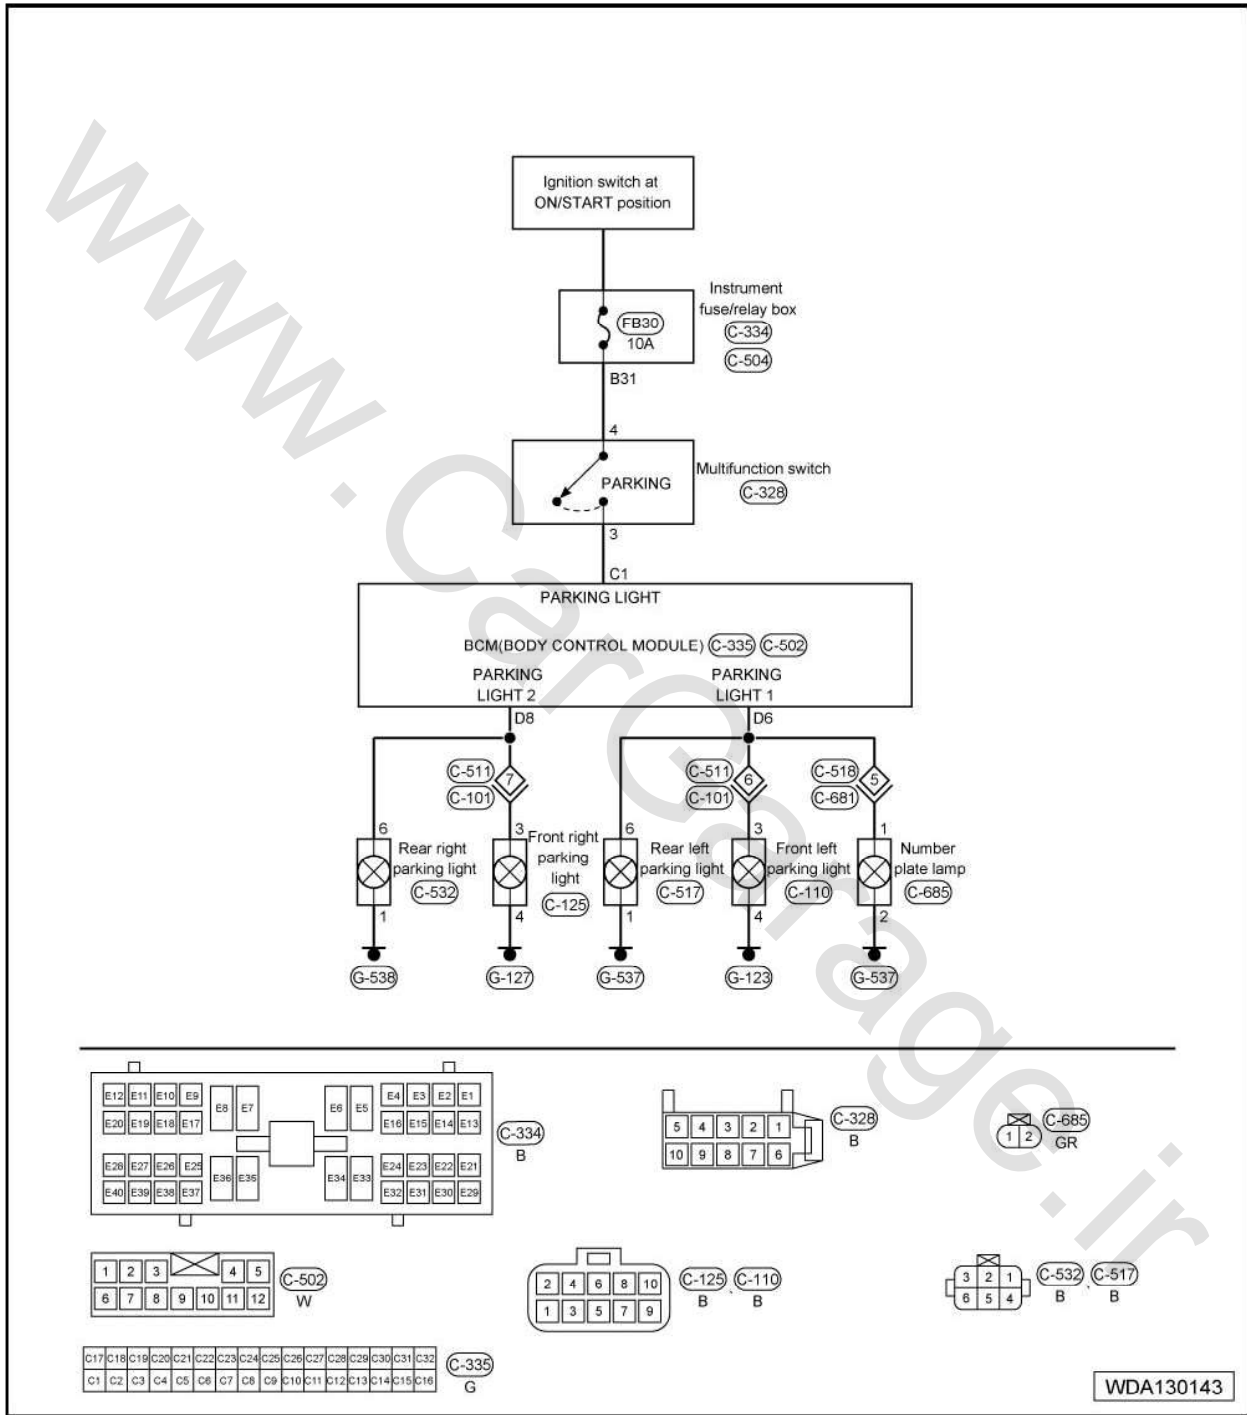 Ignition switch at
ON/START position
Instrument
fuse/relay box
FB30
10A
C-334
C-504
B31
4
PARKING
Multifunction switch
C-328
3
C1
PARKING LIGHT
BCM(BODY CONTROL MODULE) C-335 C-502
PARKING
LIGHT 2
PARKING
LIGHT 1
D8
D6
C-511
7
C-101
C-511
6
C-101
C-518
5
C-681
6
3
6
3
1
Rear right
parking light
C-532
Front right
parking
light
C-125
Rear left
parking light
C-517
Front left
parking light
C-110
Number
plate lamp
C-685
1
4
1
4
2
G-538
G-127
G-537
G-123
G-537
E12 E11 E10 E9 E8 E7 E6 E5 E4 E3 E2 E1
E20 E19 E18 E17 E16 E15 E14 E13
E28 E27 E26 E25 E36 E35 E34 E33 E24 E23 E22 E21
E40 E39 E38 E37 E32 E31 E30 E29
C-334
B
5 4 3 2 1
10 9 8 7 6
C-328
B
1 2
C-685
GR
1 2 3 4 5
6 7 8 9 10 11 12
C-502
W
2 4 6 8 10
1 3 5 7 9
C-125 、 C-110
B B
3 2 1
6 5 4
C-532 、 C-517
B B
C17 C18 C19 C20 C21 C22 C23 C24 C25 C26 C27 C28 C29 C30 C31 C32
C1 C2 C3 C4 C5 C6 C7 C8 C9 C10 C11 C12 C13 C14 C15 C16
C-335
G
WDA130143
www.CarGarage.ir